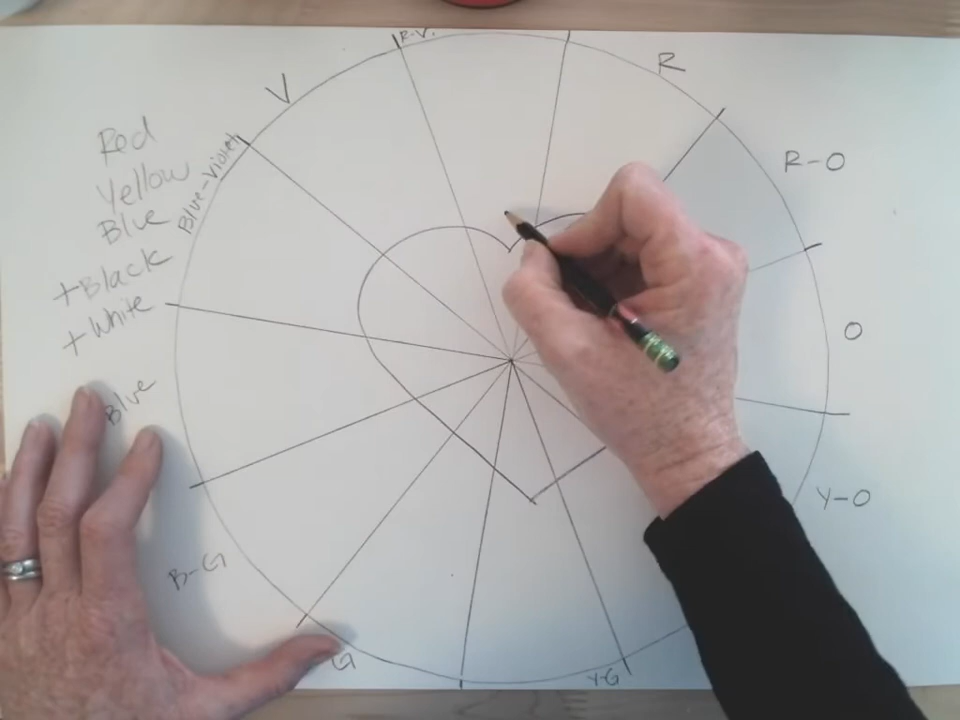 R-V.
R
V
Red
Yellow
Blue
+Black
+White
Blue-Violet
R-O
O
Blue
Y-O
B-G
G
Y-G